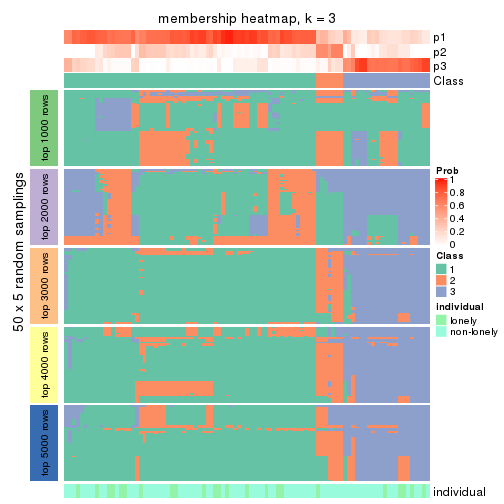 membership heatmap, k = 3
p1
p2
p3
Class
50 x 5 random samplings
top 1000 rows
top 2000 rows
top 3000 rows
top 4000 rows
top 5000 rows
individual
Prob
1
0.8
0.6
0.4
0.2
0
Class
1
2
3
individual
lonely
non-lonely